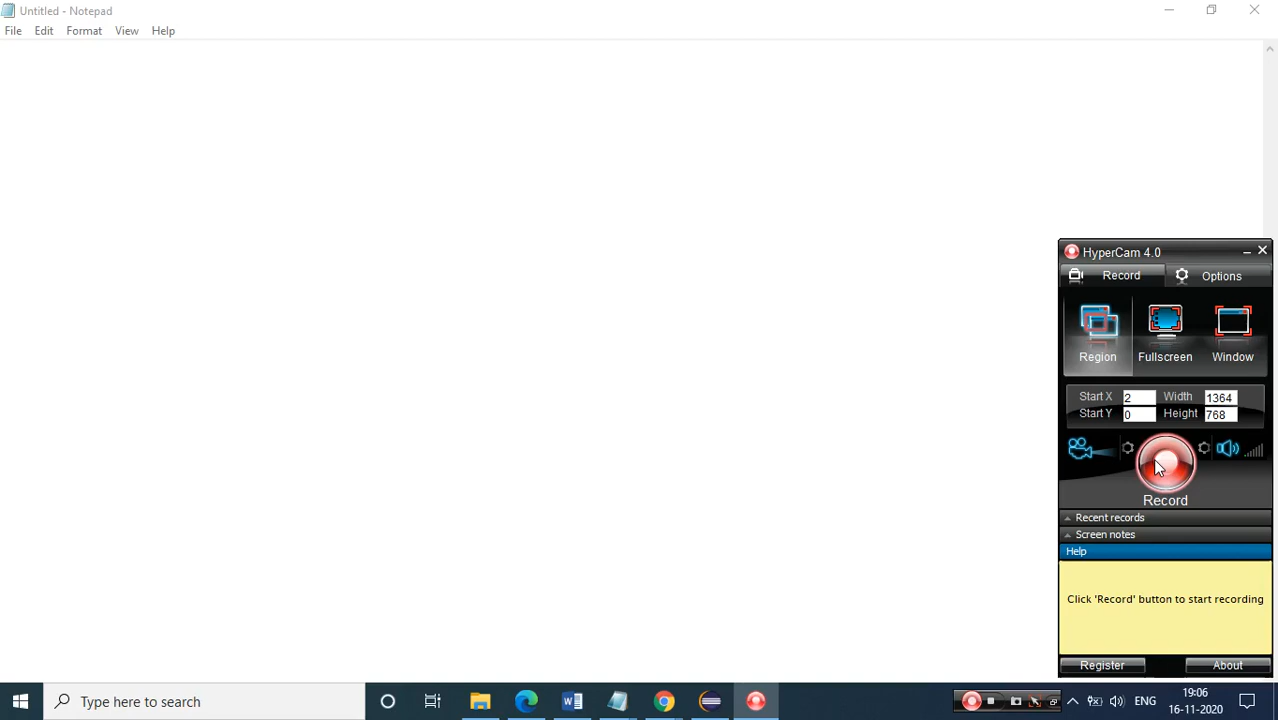 Untitled - Notepad
File Edit Format View Help
HyperCam 4.0
Record Options
Region Fullscreen Window
Start X 2 Width 1364
Start Y 0 Height 768
Record
Recent records
Screen notes
Help
Click 'Record' button to start recording
Register About
Type here to search
ENG
19:06
16-11-2020